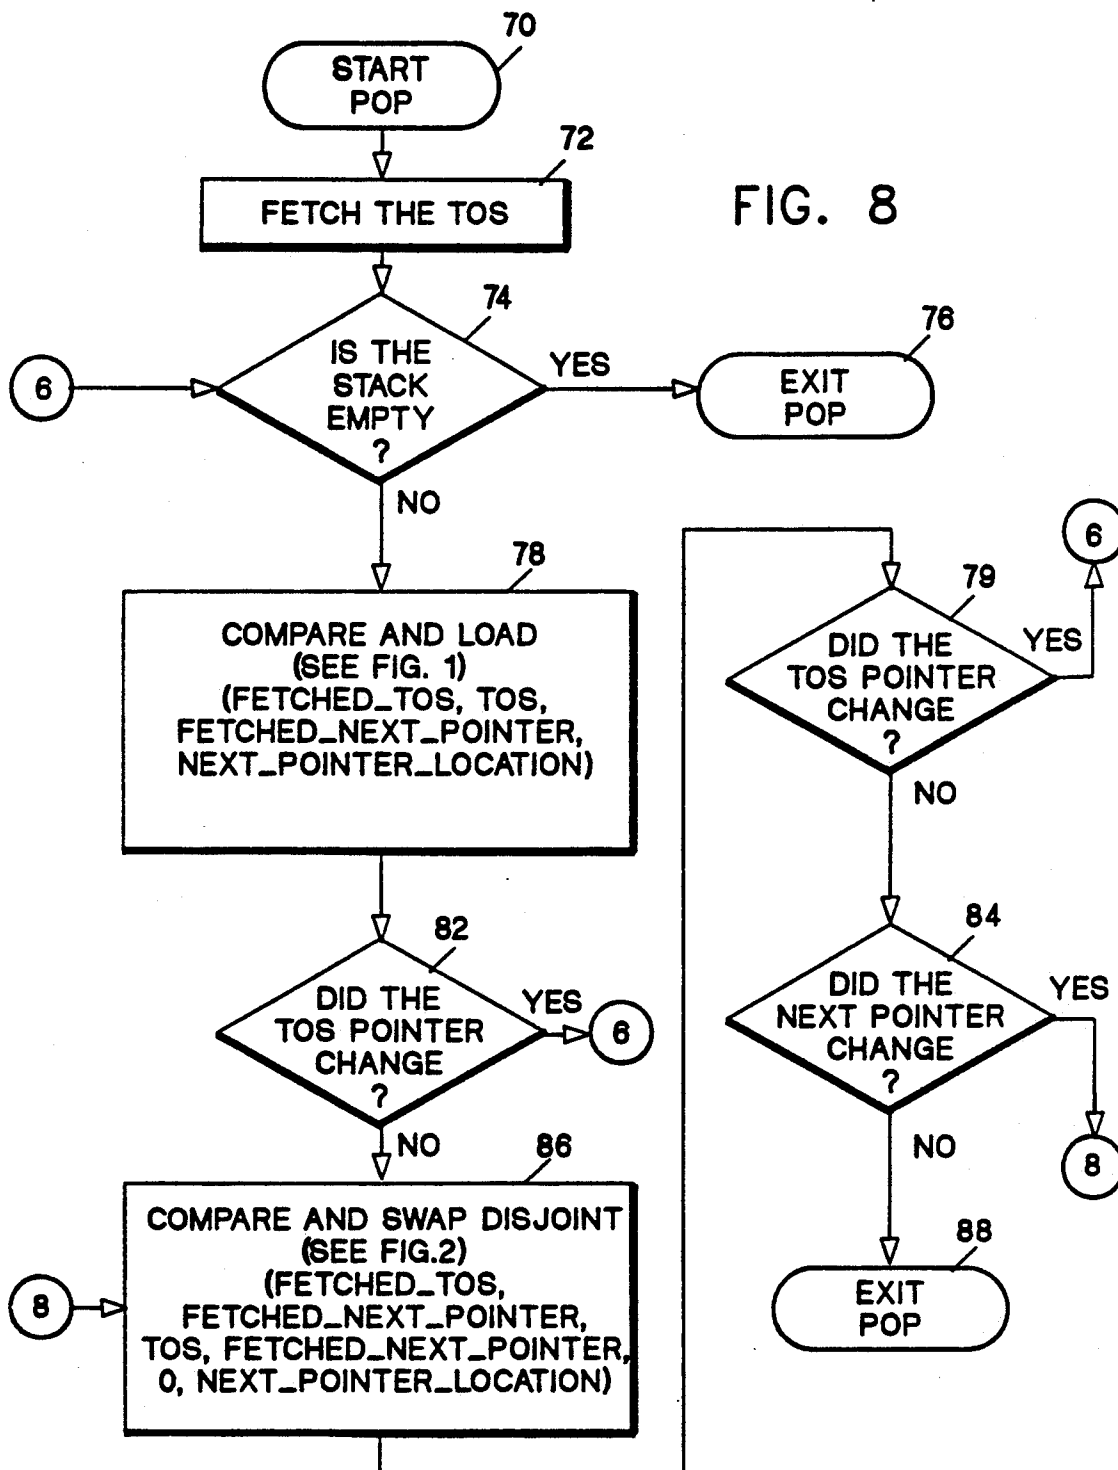 70
START
POP
72
FETCH THE TOS
FIG. 8
74
IS THE
STACK
EMPTY
?
6
YES
76
EXIT
POP
NO
78
COMPARE AND LOAD
(SEE FIG. 1)
(FETCHED_TOS, TOS,
FETCHED_NEXT_POINTER,
NEXT_POINTER_LOCATION)
82
DID THE
TOS POINTER
CHANGE
?
YES
6
NO
86
8
COMPARE AND SWAP DISJOINT
(SEE FIG.2)
(FETCHED_TOS,
FETCHED_NEXT_POINTER,
TOS, FETCHED_NEXT_POINTER,
0, NEXT_POINTER_LOCATION)
6
79
DID THE
TOS POINTER
CHANGE
?
YES
NO
84
DID THE
NEXT POINTER
CHANGE
?
YES
8
NO
88
EXIT
POP